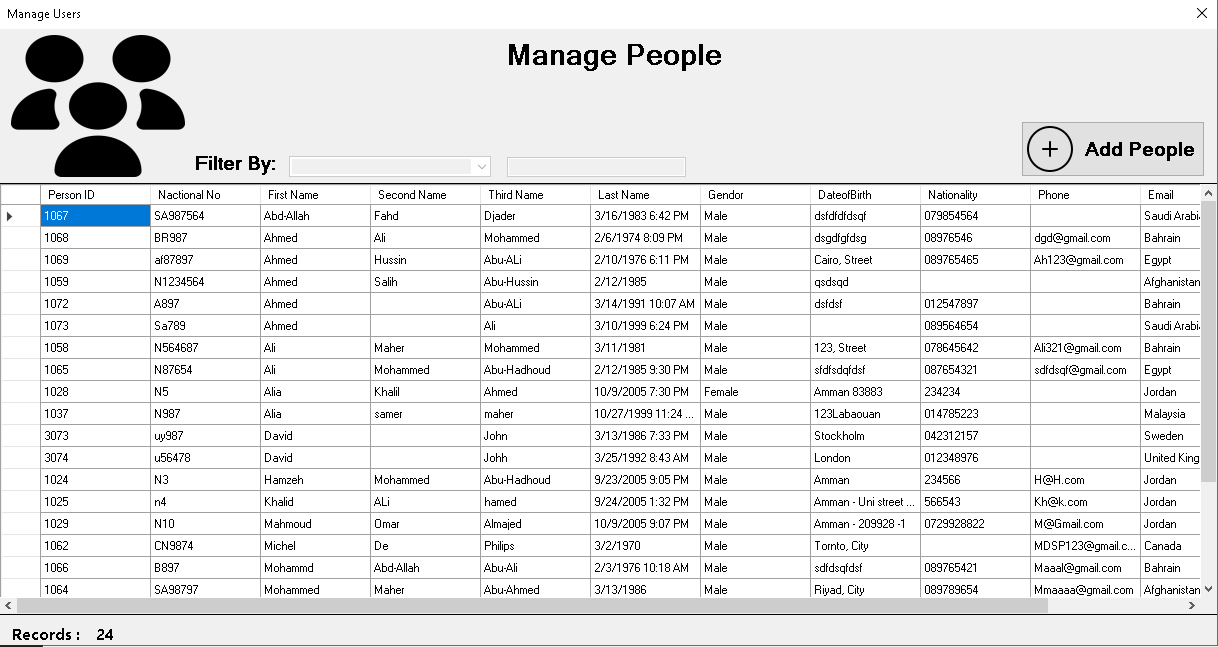 Manage Users
Manage People
Add People
Filter By:
Person ID Nactional No First Name Second Name Third Name Last Name Gendor DateofBirth Nationality Phone Email
1067 SA987564 Abd-Allah Fahd Djader 3/16/1983 6:42 PM Male dsfdfdfdsqf 079854564 Saudi Arabi
1068 BR987 Ahmed Ali Mohammed 2/6/1974 8:09 PM Male dsgdfgfdsg 08976546 dgd@gmail.com Bahrain
1069 af87897 Ahmed Hussin Abu-ALi 2/10/1976 6:11 PM Male Cairo, Street 089765465 Ah123@gmail.com Egypt
1059 N1234564 Ahmed Salih Abu-Hussin 2/12/1985 Male qsdsqd Afghanistan
1072 A897 Ahmed Abu-ALi 3/14/1991 10:07 AM Male dsfdsf 012547897 Bahrain
1073 Sa789 Ahmed Ali 3/10/1999 6:24 PM Male 089564654 Saudi Arabi
1058 N564687 Ali Maher Mohammed 3/11/1981 Male 123, Street 078645642 Ali321@gmail.com Bahrain
1065 N87654 Ali Mohammed Abu-Hadhoud 2/12/1985 9:30 PM Male sfdfsdqfdsf 087654321 sdfdsqf@gmail.com Egypt
1028 N5 Alia Khalil Ahmed 10/9/2005 7:30 PM Female Amman 83883 234234 Jordan
1037 N987 Alia samer maher 10/27/1999 11:24 ... Male 123Labaouan 014785223 Malaysia
3073 uy987 David John 3/13/1986 7:33 PM Male Stockholm 042312157 Sweden
3074 u56478 David Johh 3/25/1992 8:43 AM Male London 012348976 United King
1024 N3 Hamzeh Mohammed Abu-Hadhoud 9/23/2005 9:05 PM Male Amman 234566 H@H.com Jordan
1025 n4 Khalid ALi hamed 9/24/2005 1:32 PM Male Amman - Uni street ... 566543 Kh@k.com Jordan
1029 N10 Mahmoud Omar Almajed 10/9/2005 9:07 PM Male Amman - 209928 -1 0729928822 M@Gmail.com Jordan
1062 CN9874 Michel De Philips 3/2/1970 Male Tornto, City MDSP123@gmail.c... Canada
1066 B897 Mohammd Abd-Allah Abu-Ali 2/3/1976 10:18 AM Male sdfdsqfdsf 089765421 Maaal@gmail.com Bahrain
1064 SA98797 Mohammed Maher Abu-Ahmed 3/13/1986 Male Riyad, City 089789654 Mmaaaa@gmail.com Afghanistan
Records : 24